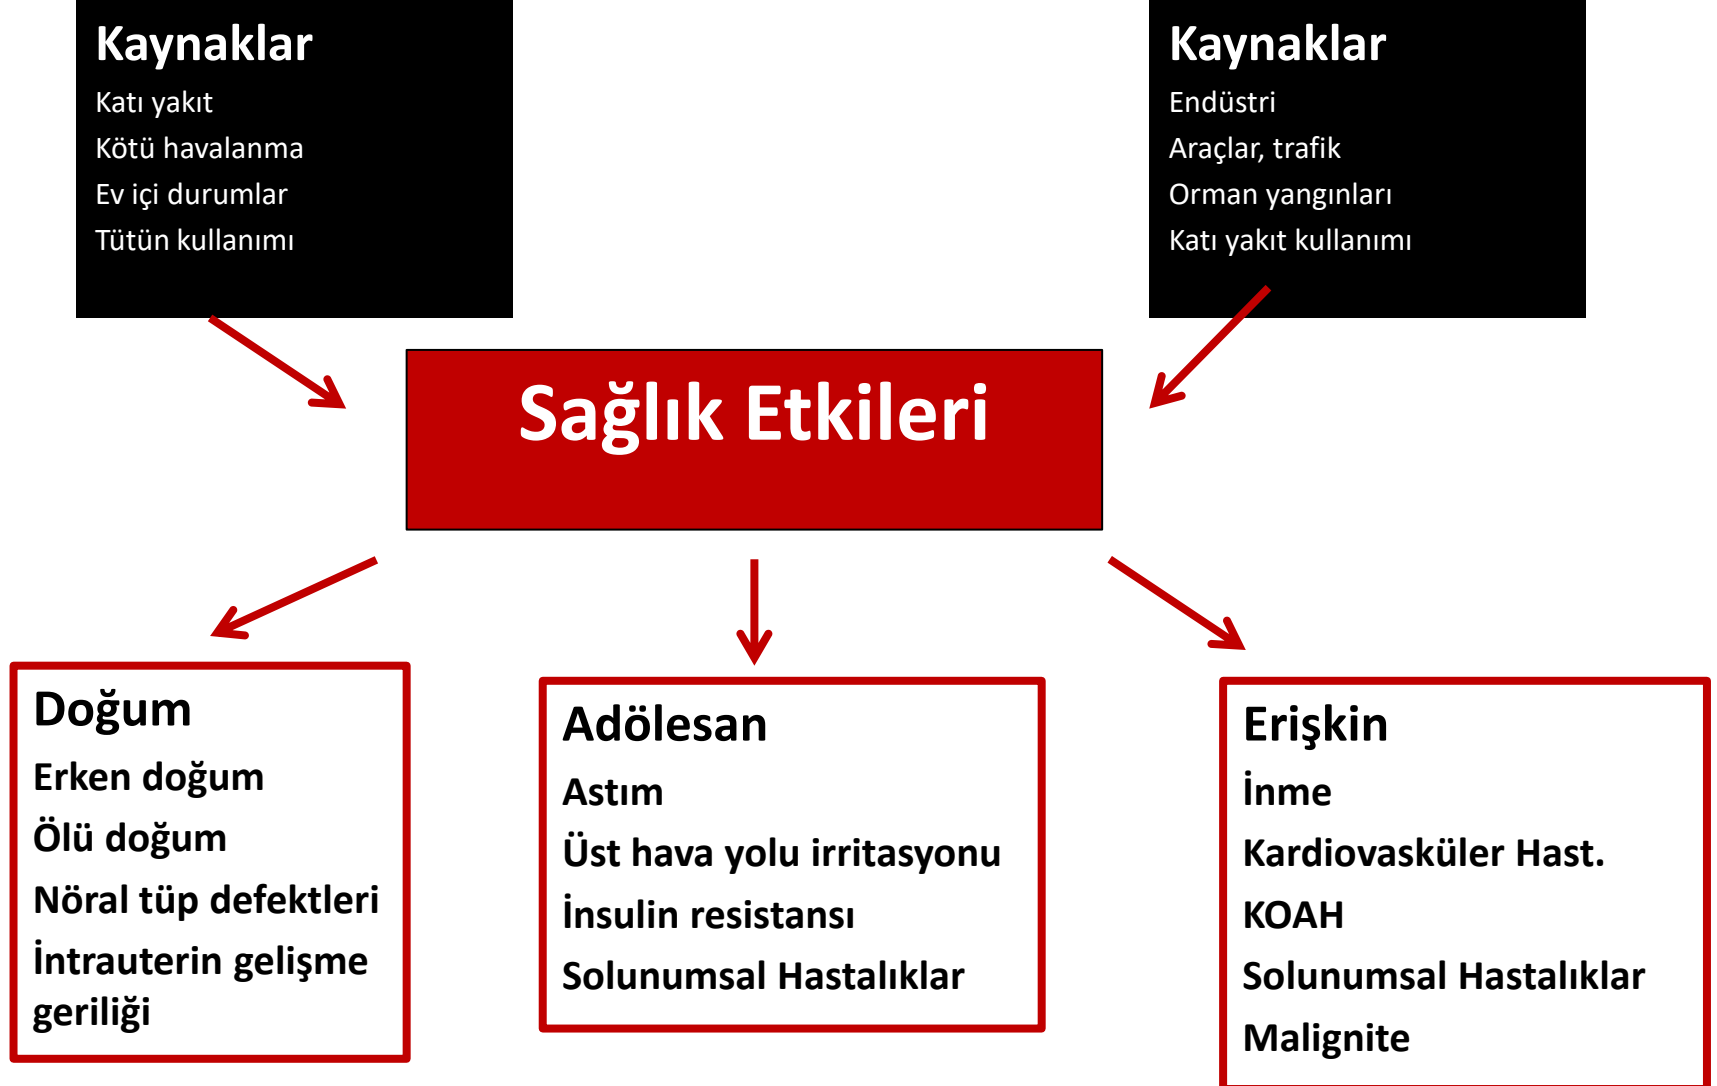 Kaynaklar
Katı yakıt
Kötü havalanma
Ev içi durumlar
Tütün kullanımı
Kaynaklar
Endüstri
Araçlar, trafik
Orman yangınları
Katı yakıt kullanımı
Sağlık Etkileri
Doğum
Erken doğum
Ölü doğum
Nöral tüp defektleri
İntrauterin gelişme
geriliği
Adölesan
Astım
Üst hava yolu irritasyonu
İnsulin resistansı
Solunumsal Hastalıklar
Erişkin
İnme
Kardiovasküler Hast.
KOAH
Solunumsal Hastalıklar
Malignite